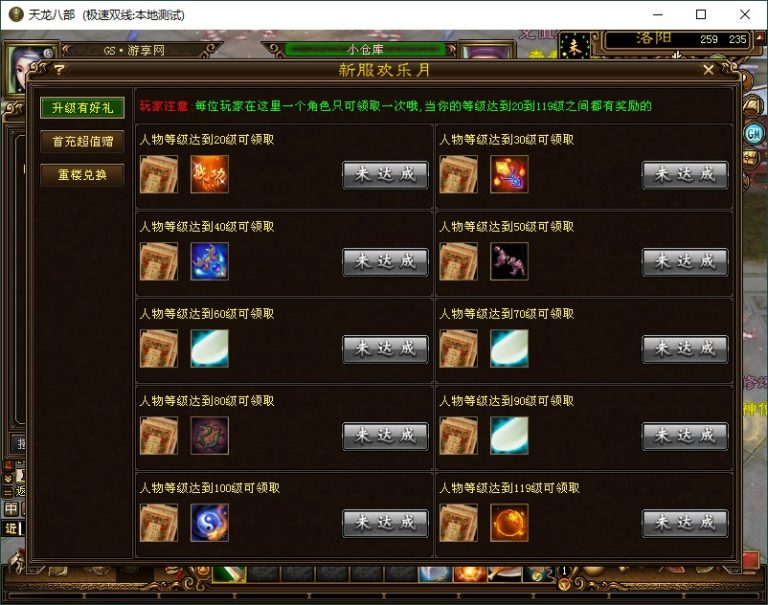 天龙八部 (极速双线:本地测试)
GS·游享网
小仓库
未
洛阳
259 235
?
新服欢乐月
GM
升级有好礼
首充超值赠
重楼兑换
玩家注意:每位玩家在这里一个角色只可领取一次哦,当你的等级达到20到119级之间都有奖励的
人物等级达到20级可领取
成功
未达成
人物等级达到30级可领取
未达成
人物等级达到40级可领取
未达成
人物等级达到50级可领取
未达成
人物等级达到60级可领取
未达成
人物等级达到70级可领取
未达成
人物等级达到80级可领取
未达成
人物等级达到90级可领取
未达成
人物等级达到100级可领取
未达成
人物等级达到119级可领取
未达成
神僧
近
1